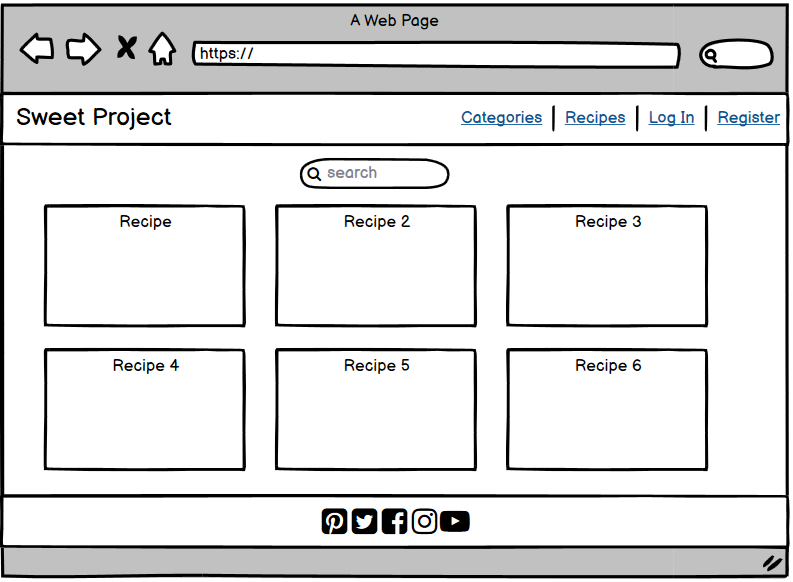 A Web Page
https://
Sweet Project
Categories Recipes Log In Register
search
Recipe Recipe 2 Recipe 3
Recipe 4 Recipe 5 Recipe 6